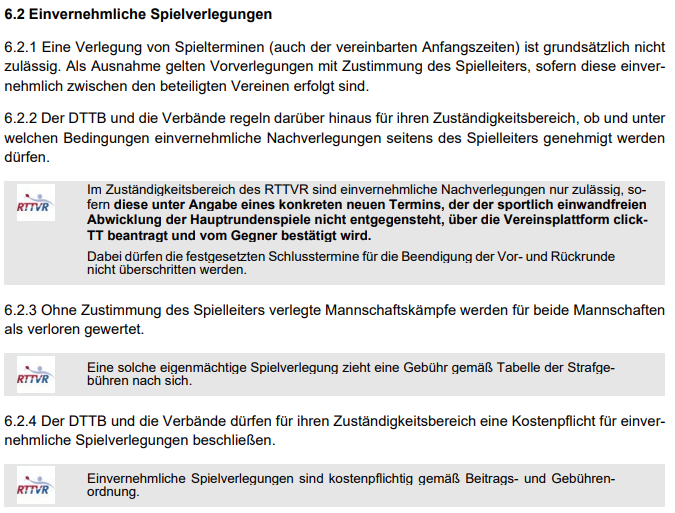 6.2 Einvernehmliche Spielverlegungen
6.2.1 Eine Verlegung von Spielterminen (auch der vereinbarten Anfangszeiten) ist grundsätzlich nicht
zulässig. Als Ausnahme gelten Vorverlegungen mit Zustimmung des Spielleiters, sofern diese einver-
nehmlich zwischen den beteiligten Vereinen erfolgt sind.
6.2.2 Der DTTB und die Verbände regeln darüber hinaus für ihren Zuständigkeitsbereich, ob und unter
welchen Bedingungen einvernehmliche Nachverlegungen seitens des Spielleiters genehmigt werden
dürfen.
RTTVR
Im Zuständigkeitsbereich des RTTVR sind einvernehmliche Nachverlegungen nur zulässig, so-
fern diese unter Angabe eines konkreten neuen Termins, der der sportlich einwandfreien
Abwicklung der Hauptrundenspiele nicht entgegensteht, über die Vereinsplattform click-
TT beantragt und vom Gegner bestätigt wird.
Dabei dürfen die festgesetzten Schlusstermine für die Beendigung der Vor- und Rückrunde
nicht überschritten werden.
6.2.3 Ohne Zustimmung des Spielleiters verlegte Mannschaftskämpfe werden für beide Mannschaften
als verloren gewertet.
RTTVR
Eine solche eigenmächtige Spielverlegung zieht eine Gebühr gemäß Tabelle der Strafge-
bühren nach sich.
6.2.4 Der DTTB und die Verbände dürfen für ihren Zuständigkeitsbereich eine Kostenpflicht für einver-
nehmliche Spielverlegungen beschließen.
RTTVR
Einvernehmliche Spielverlegungen sind kostenpflichtig gemäß Beitrags- und Gebühren-
ordnung.